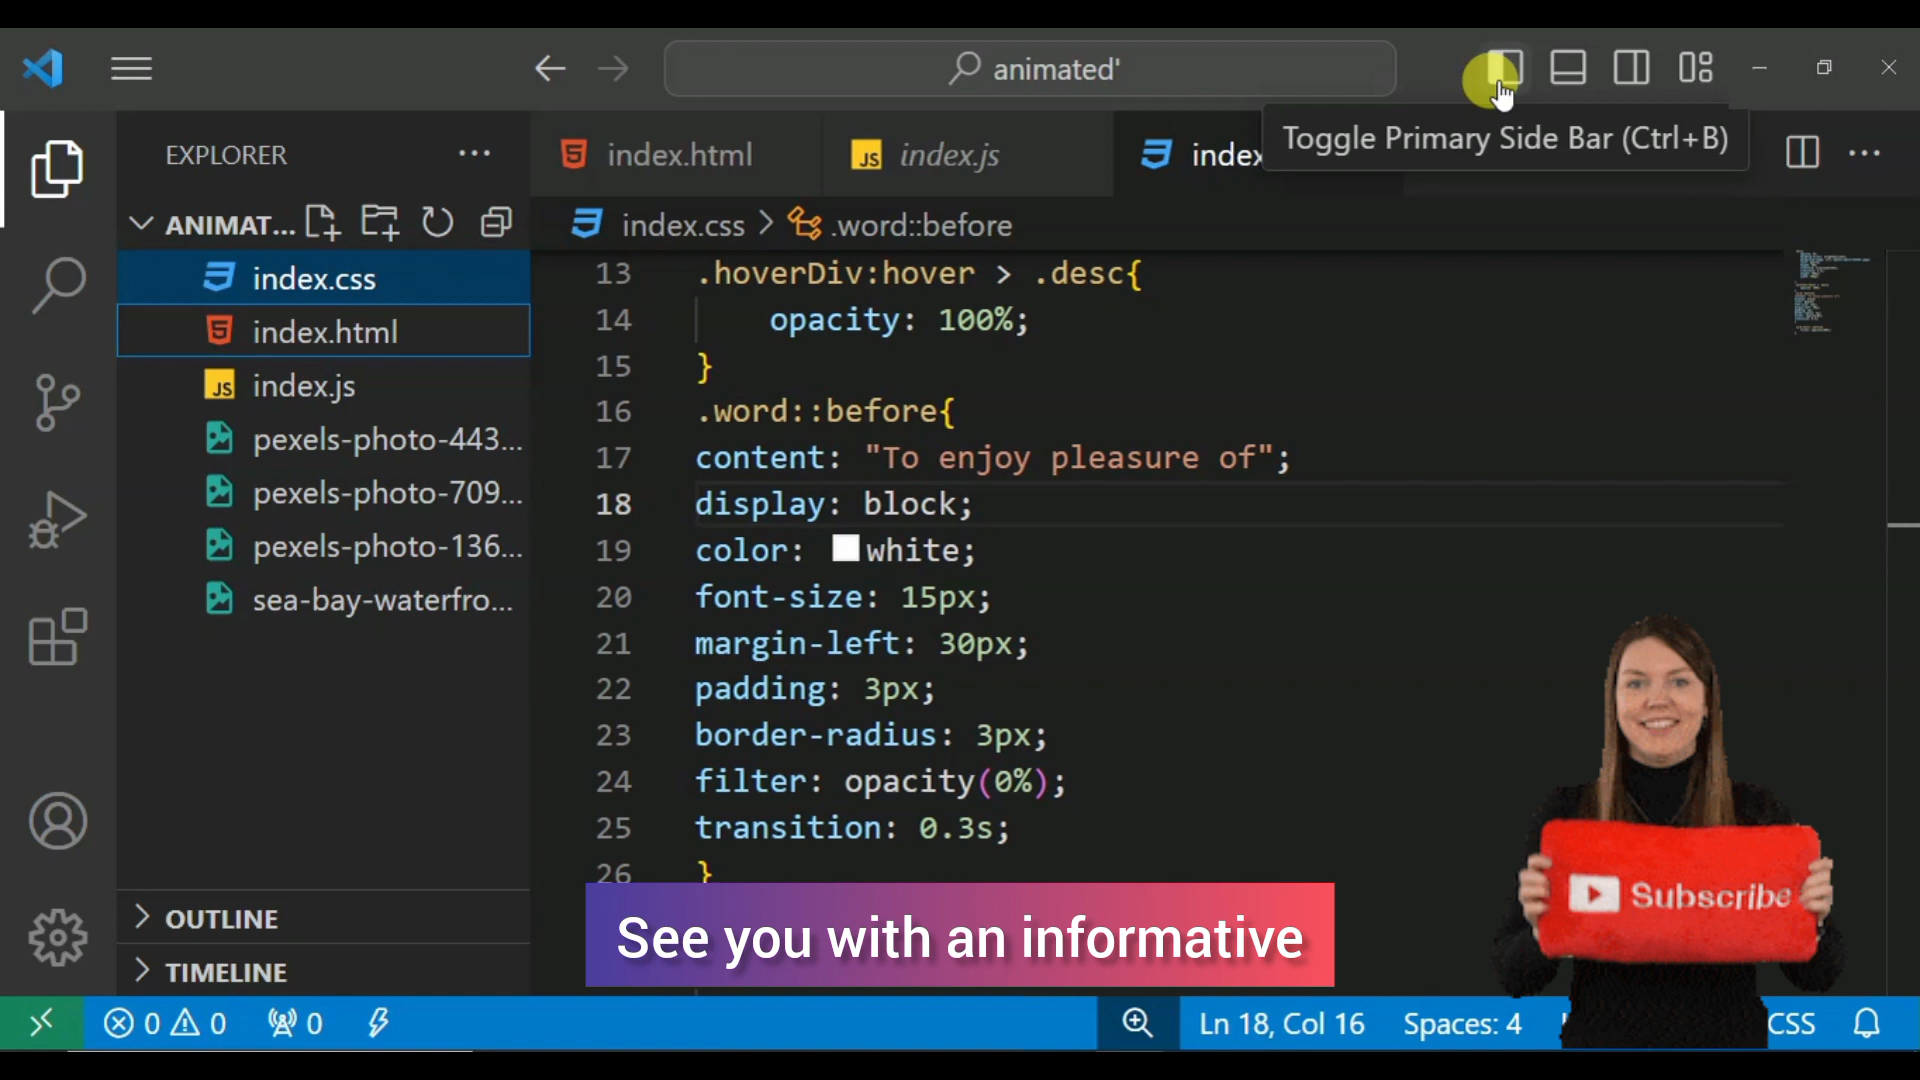 animated'
Toggle Primary Side Bar (Ctrl+B)
EXPLORER
index.html
index.js
index
ANIMAT...
index.css > .word::before
index.css
index.html
index.js
pexels-photo-443...
pexels-photo-709...
pexels-photo-136...
sea-bay-waterfro...
13 .hoverDiv:hover > .desc{
14 opacity: 100%;
15 }
16 .word::before{
17 content: "To enjoy pleasure of";
18 display: block;
19 color: white;
20 font-size: 15px;
21 margin-left: 30px;
22 padding: 3px;
23 border-radius: 3px;
24 filter: opacity(0%);
25 transition: 0.3s;
26 }
OUTLINE
TIMELINE
See you with an informative
Subscribe
0 0 0
Ln 18, Col 16 Spaces: 4 CSS